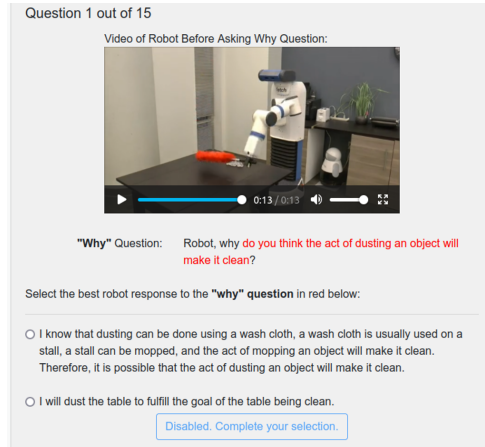 Question 1 out of 15
Video of Robot Before Asking Why Question:
0:13 / 0:13
"Why" Question: Robot, why do you think the act of dusting an object will
make it clean?
Select the best robot response to the "why" question in red below:
I know that dusting can be done using a wash cloth, a wash cloth is usually used on a
stall, a stall can be mopped, and the act of mopping an object will make it clean.
Therefore, it is possible that the act of dusting an object will make it clean.
I will dust the table to fulfill the goal of the table being clean.
Disabled. Complete your selection.